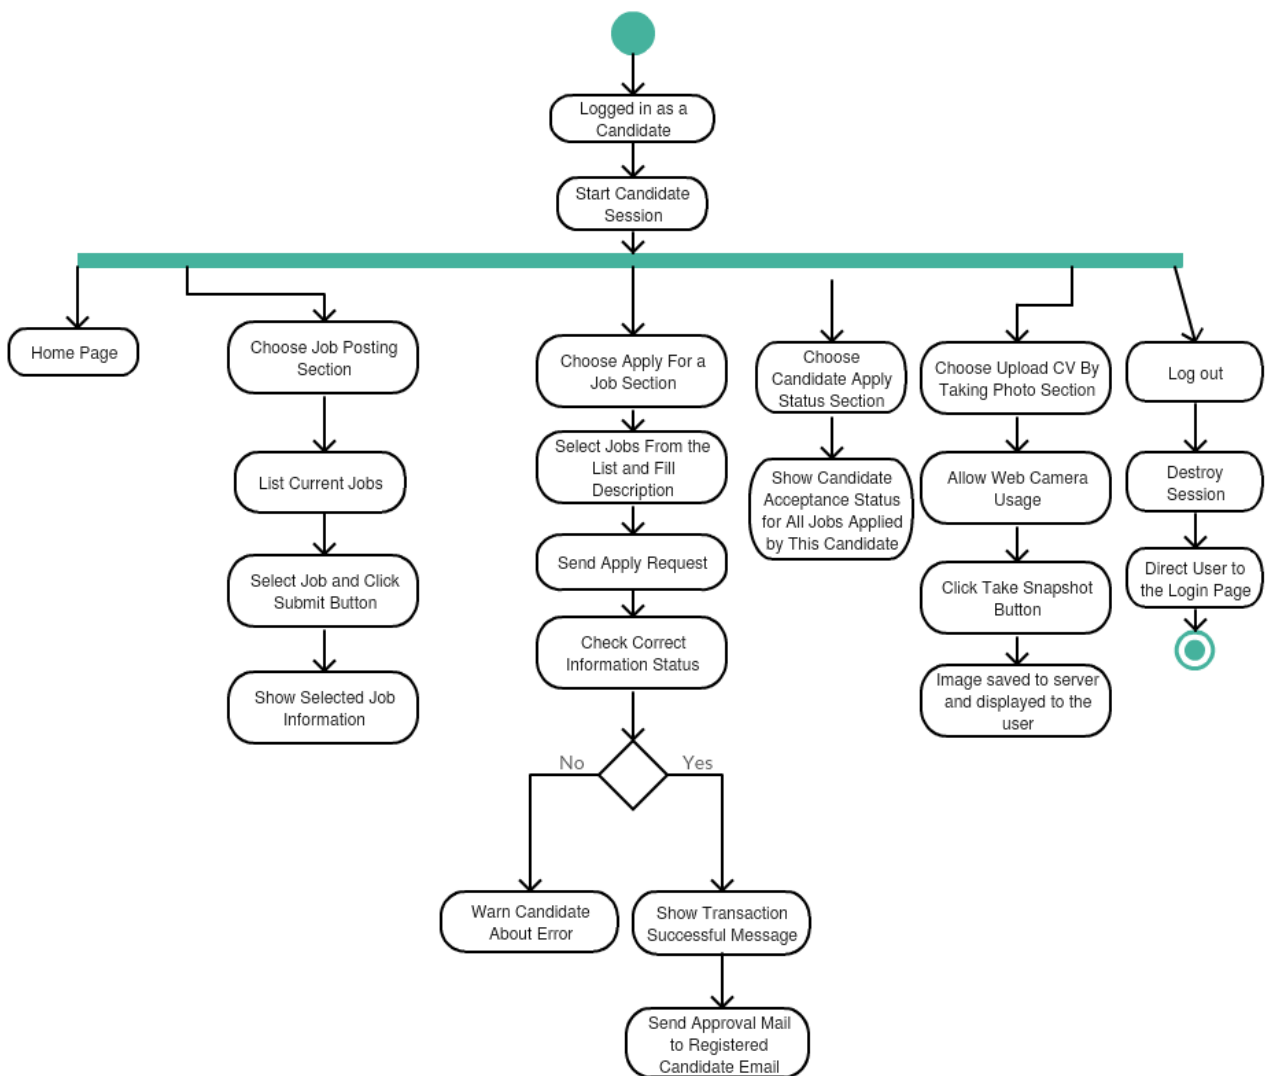 Logged in as a
Candidate
Start Candidate
Session
Home Page
Choose Job Posting
Section
List Current Jobs
Select Job and Click
Submit Button
Show Selected Job
Information
Choose Apply For a
Job Section
Select Jobs From the
List and Fill
Description
Send Apply Request
Check Correct
Information Status
No
Yes
Warn Candidate
About Error
Show Transaction
Successful Message
Send Approval Mail
to Registered
Candidate Email
Choose
Candidate Apply
Status Section
Show Candidate
Acceptance Status
for All Jobs Applied
by This Candidate
Choose Upload CV By
Taking Photo Section
Allow Web Camera
Usage
Click Take Snapshot
Button
Image saved to server
and displayed to the
user
Log out
Destroy
Session
Direct User to
the Login Page